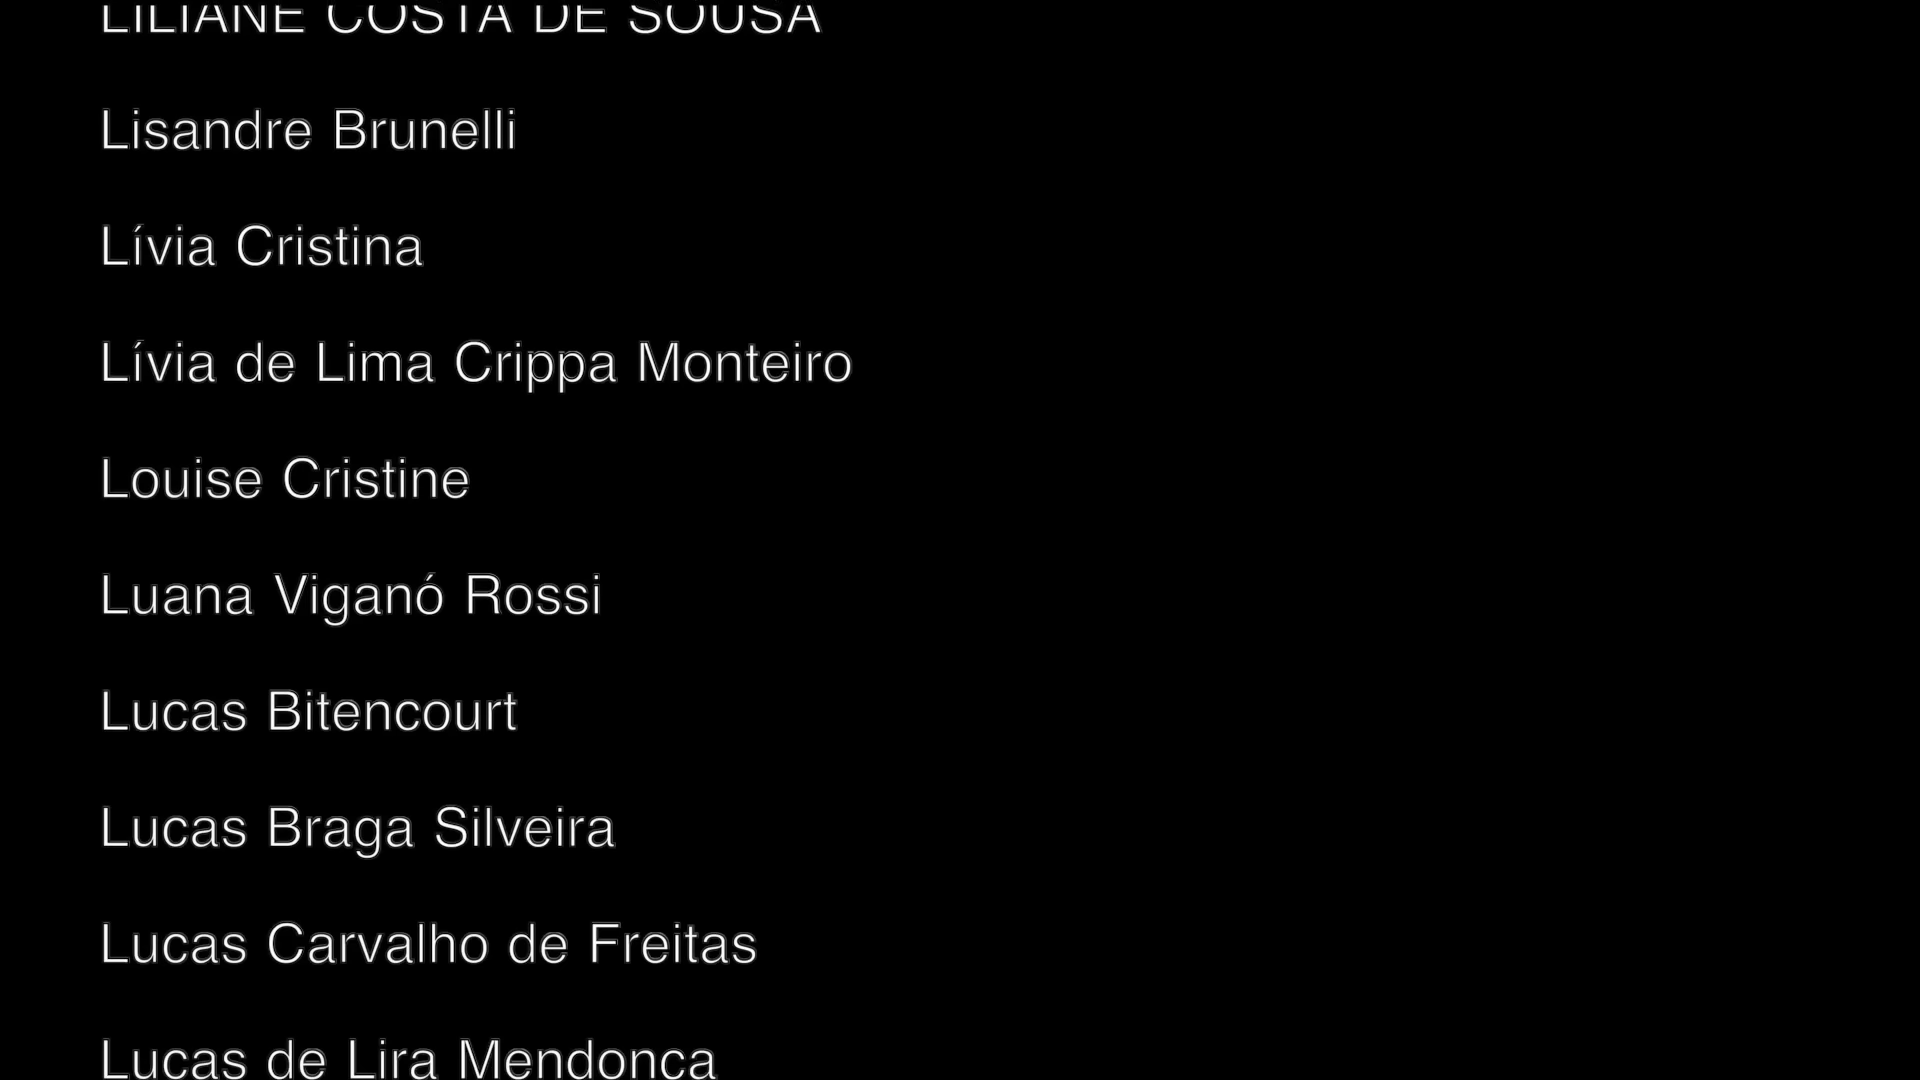 LILIANE COSTA DE SOUSA
Lisandre Brunelli
Lívia Cristina
Lívia de Lima Crippa Monteiro
Louise Cristine
Luana Viganó Rossi
Lucas Bitencourt
Lucas Braga Silveira
Lucas Carvalho de Freitas
Lucas de Lira Mendonca